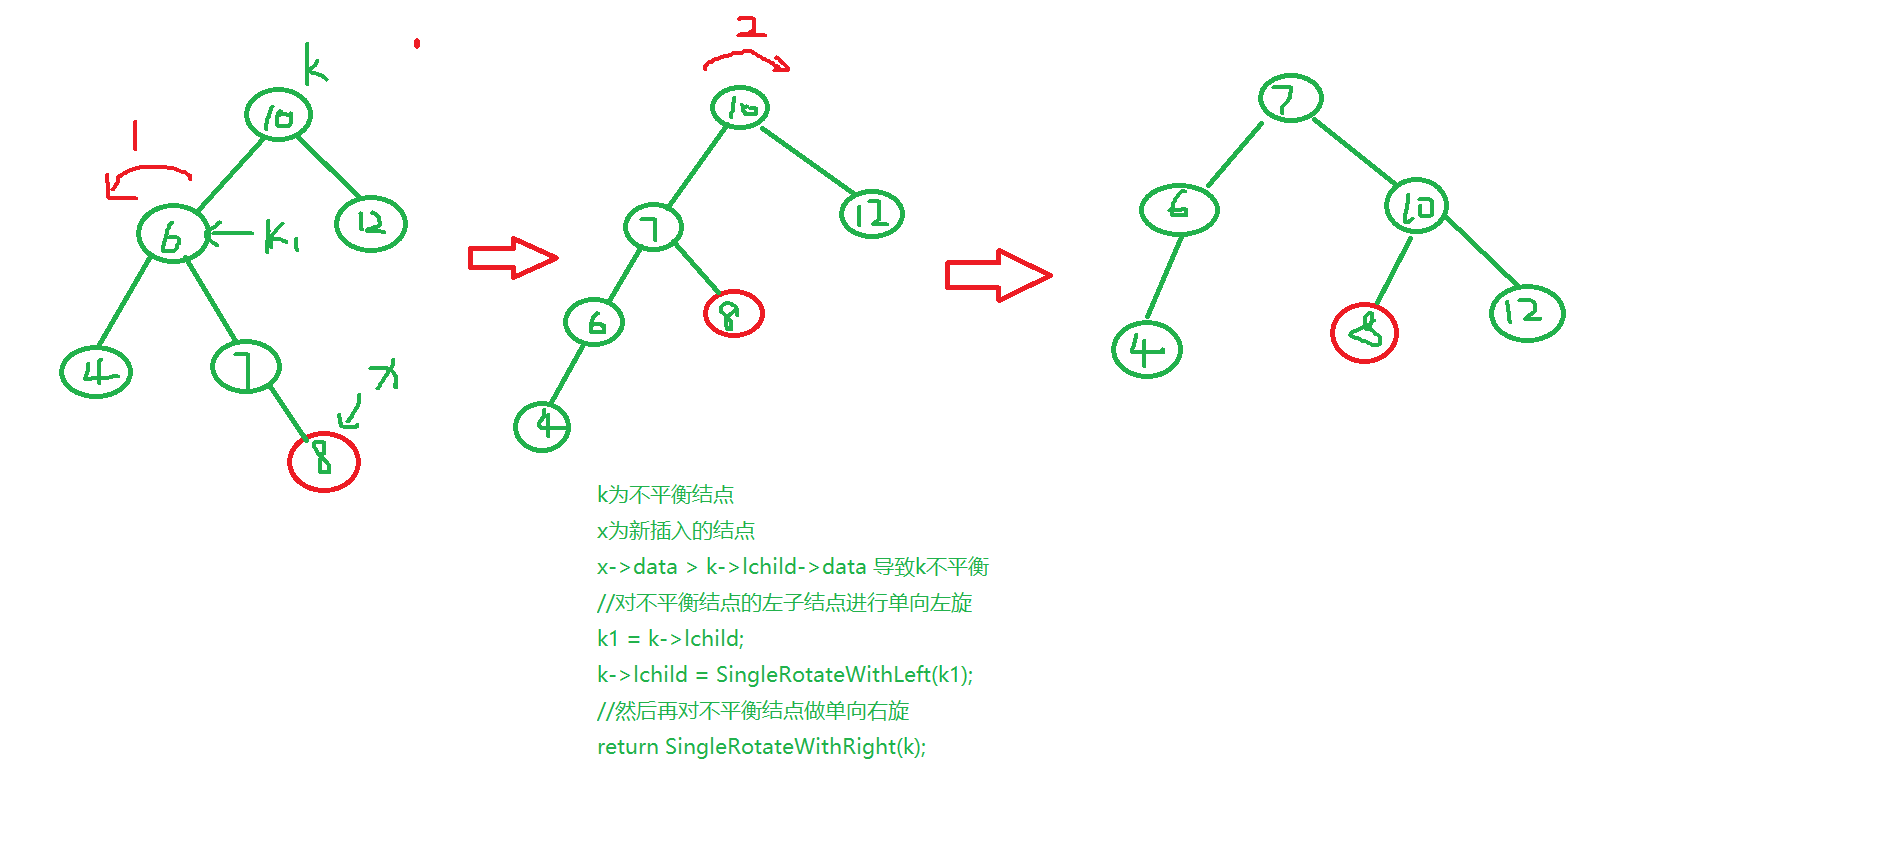 k
10
1
6
k1
12
4
7
x
8
2
10
7
12
6
8
4
7
6
10
4
8
12
k为不平衡结点
x为新插入的结点
x->data > k->lchild->data 导致k不平衡
//对不平衡结点的左子结点进行单向左旋
k1 = k->lchild;
k->lchild = SingleRotateWithLeft(k1);
//然后再对不平衡结点做单向右旋
return SingleRotateWithRight(k);